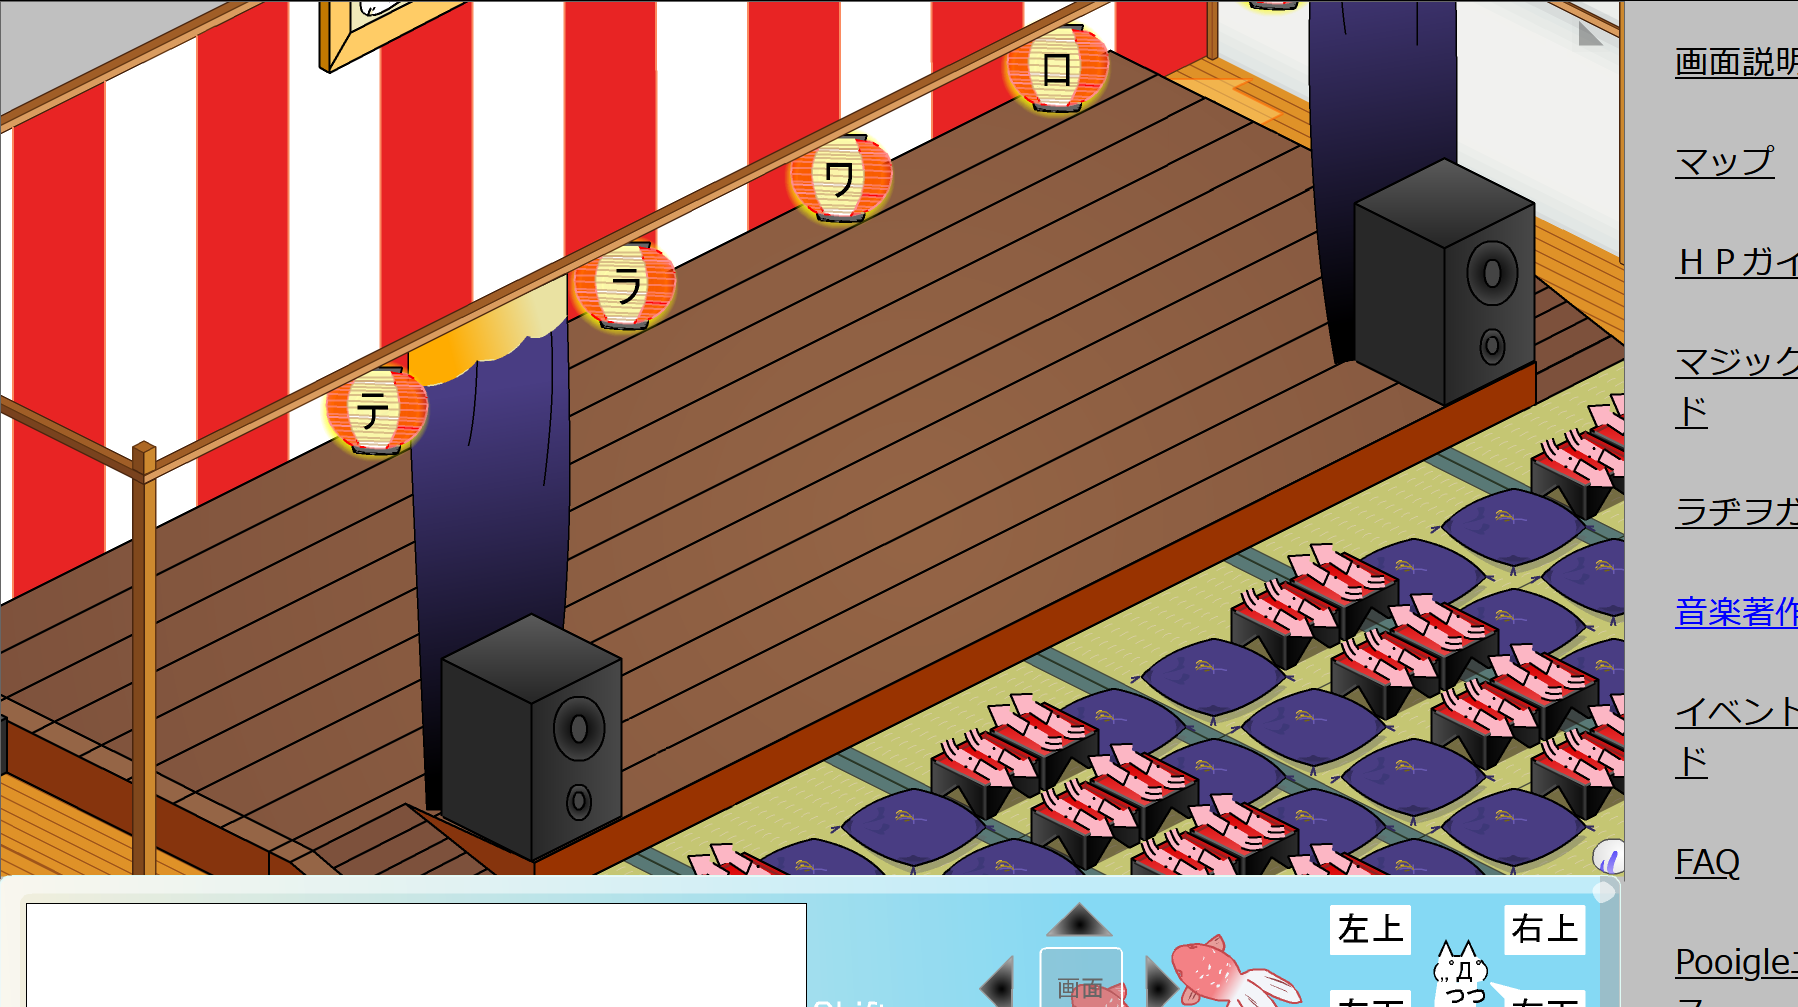 ロ
ワ
ラ
テ
画面説明
マップ
ＨＰガイ
マジック
ド
ラヂヲガ
音楽著作
イベント
ド
FAQ
Pooigle
左上
右上
画面